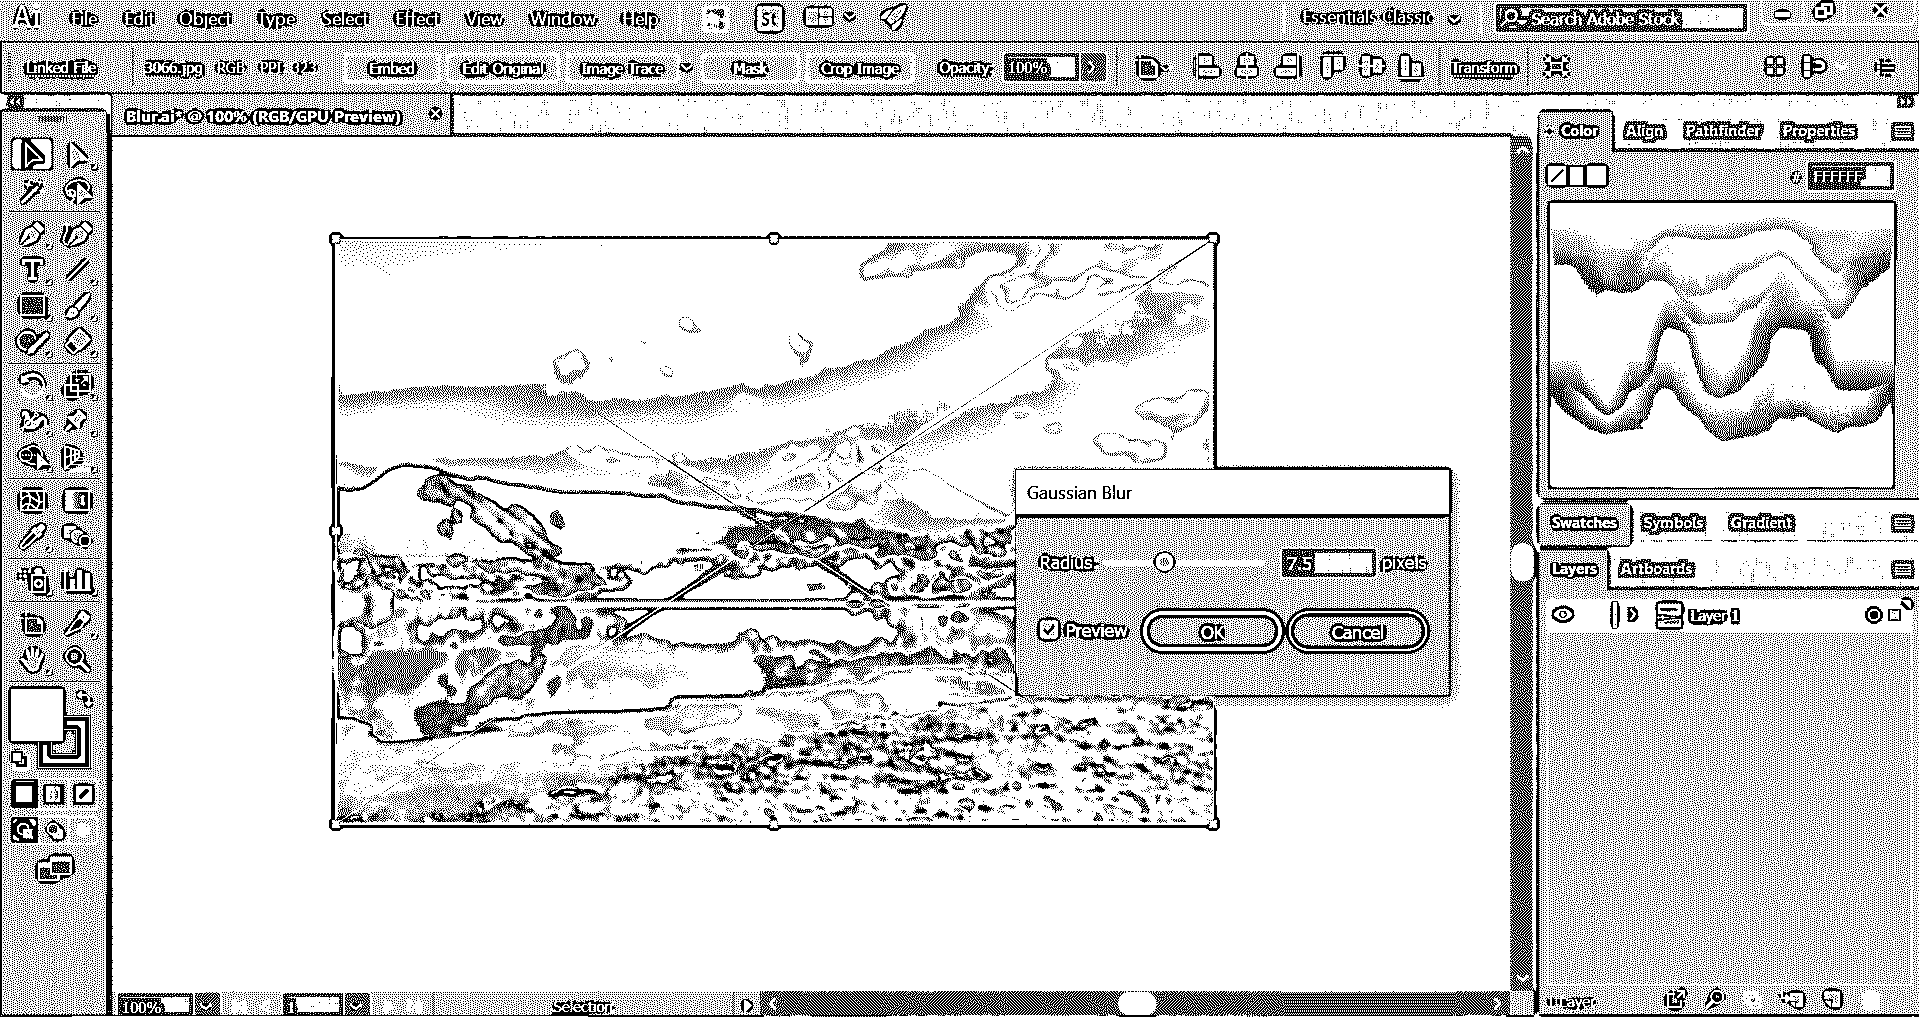 Ai File Edit Object Type Select Effect View Window Help St Essentials Classic Search Adobe Stock
Linked File 3066.jpg RGB PPI: 323 Embed Edit Original Image Trace Mask Crop Image Opacity: 100% Transform
Blur.ai* @ 100% (RGB/GPU Preview)
Color Align Pathfinder Properties
# FFFFFF
Gaussian Blur
Radius: 7.5 pixels
Preview OK Cancel
Swatches Symbols Gradient
Layers Artboards
Layer 1
100% 1 Selection
1 Layer